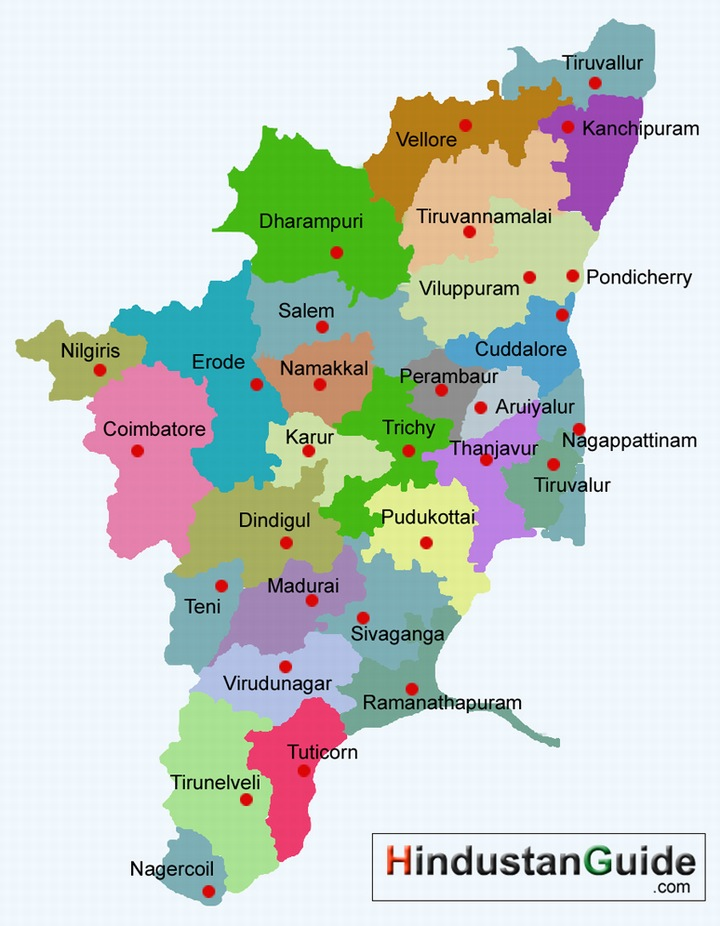 Tiruvallur
Vellore
Kanchipuram
Dharampuri
Tiruvannamalai
Viluppuram
Pondicherry
Salem
Nilgiris
Erode
Namakkal
Cuddalore
Perambaur
Aruiyalur
Coimbatore
Karur
Trichy
Thanjavur
Nagappattinam
Tiruvalur
Dindigul
Pudukottai
Teni
Madurai
Sivaganga
Virudunagar
Ramanathapuram
Tuticorn
Tirunelveli
Nagercoil
HindustanGuide
.com